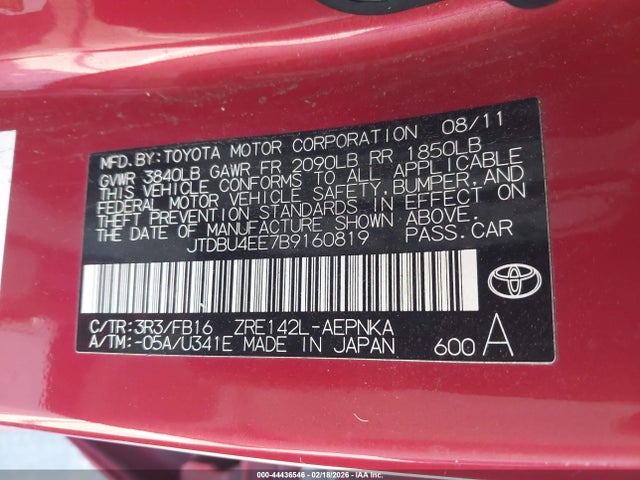 MFD.BY:TOYOTA MOTOR CORPORATION 08/11
GVWR 3840LB GAWR FR 2090LB RR 1850LB
THIS VEHICLE CONFORMS TO ALL APPLICABLE
FEDERAL MOTOR VEHICLE SAFETY,BUMPER,AND
THEFT PREVENTION STANDARDS IN EFFECT
ON THE DATE OF MANUFACTURE SHOWN ABOVE.
JTDBU4EE7B9160819 PASS.CAR
C/TR:3R3/FB16 ZRE142L-AEPNKA
A/TM:-05A/U341E MADE IN JAPAN 600 A
000-44436546 | 02/18/2026 — IAA Inc.